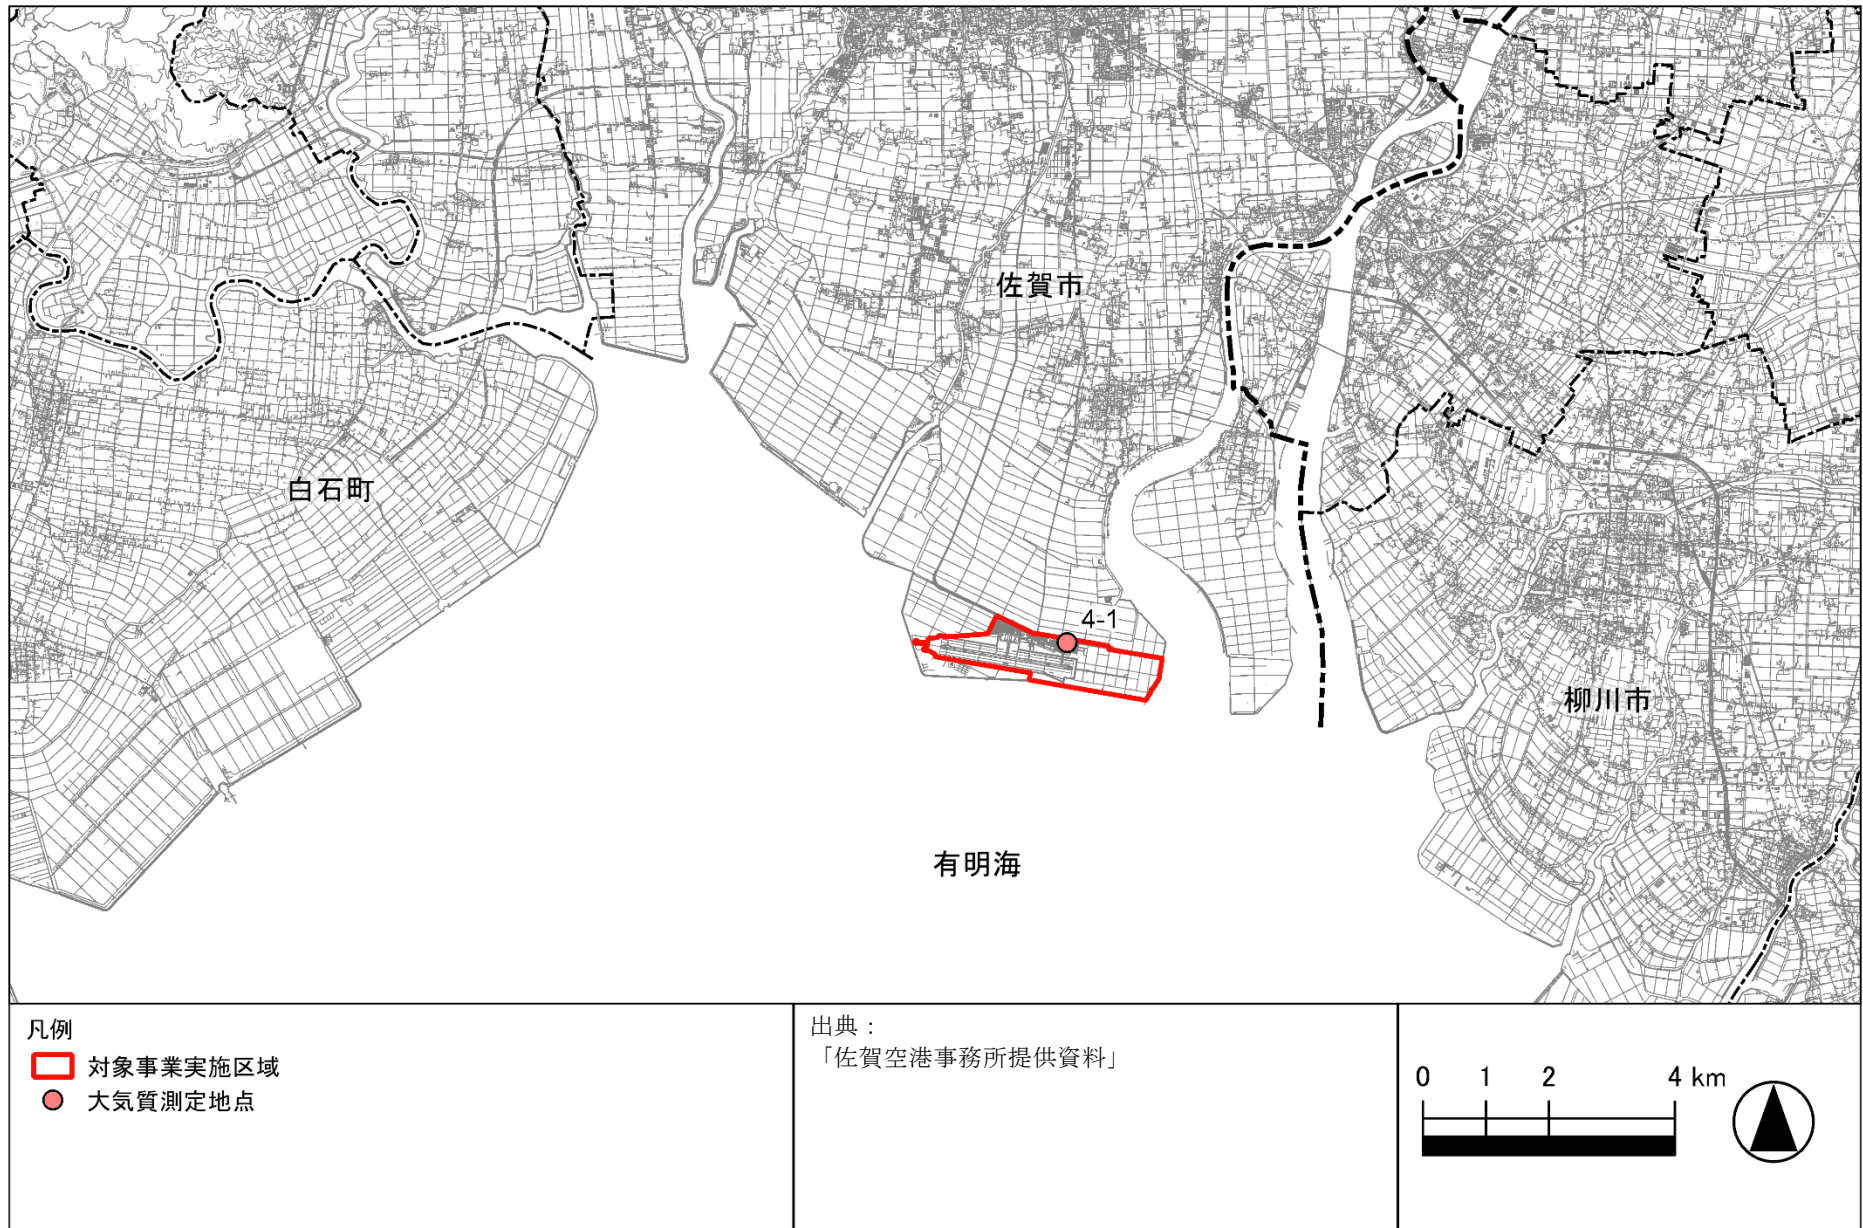 佐賀市
白石町
4-1
柳川市
有明海
凡例
対象事業実施区域
大気質測定地点
出典：
「佐賀空港事務所提供資料」
0 1 2 4 km